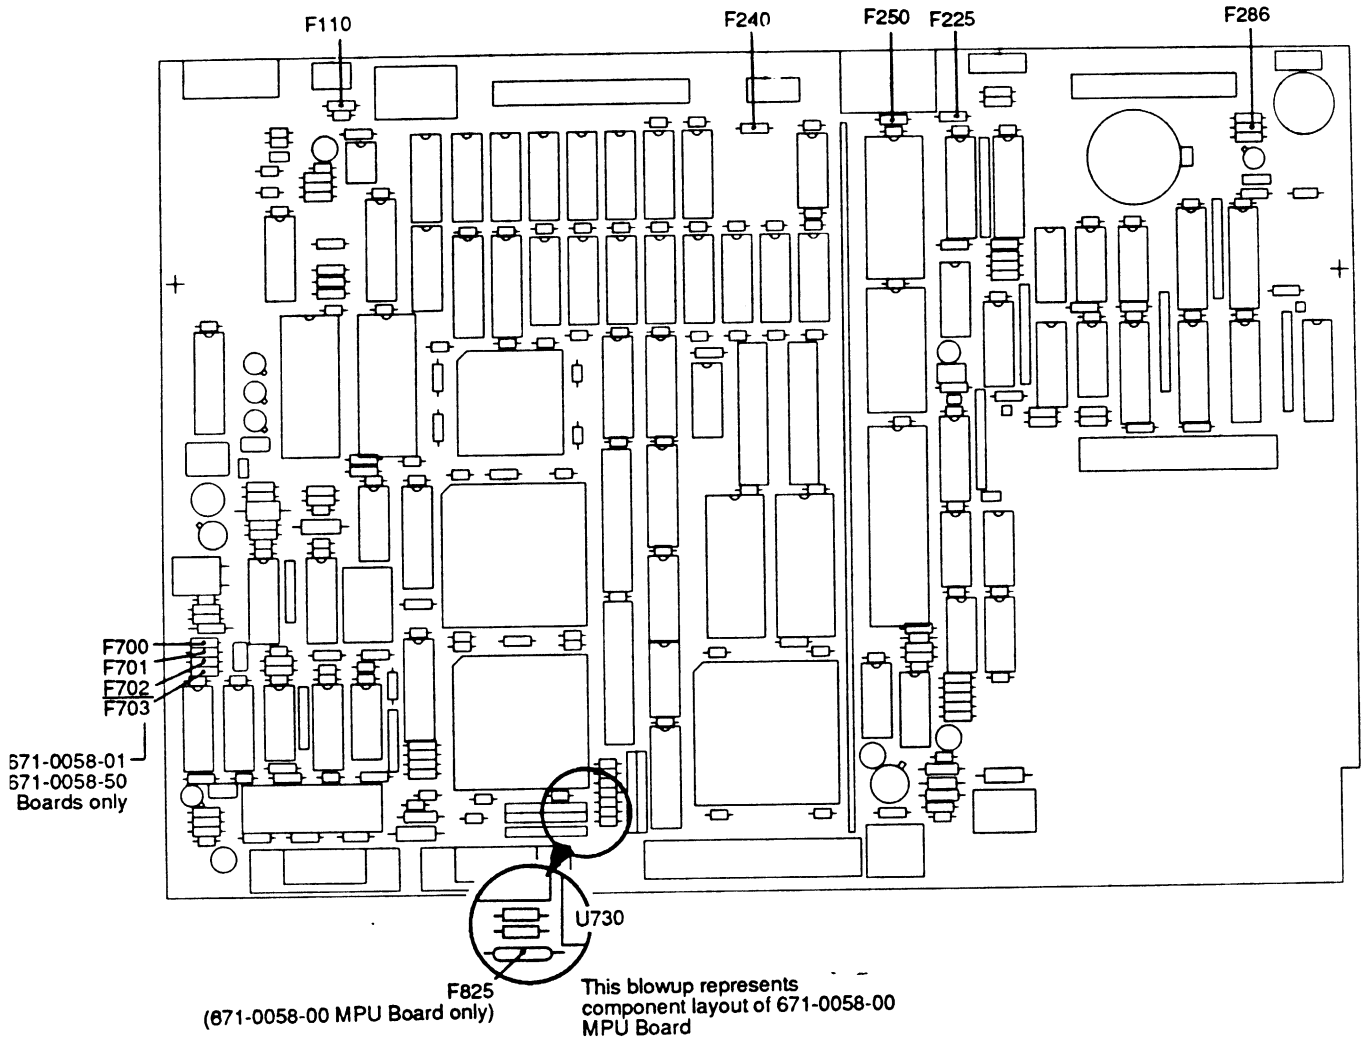 F110
F240
F250
F225
F286
F700
F701
F702
F703
671-0058-01
671-0058-50
Boards only
U730
F825
(671-0058-00 MPU Board only)
This blowup represents
component layout of 671-0058-00
MPU Board